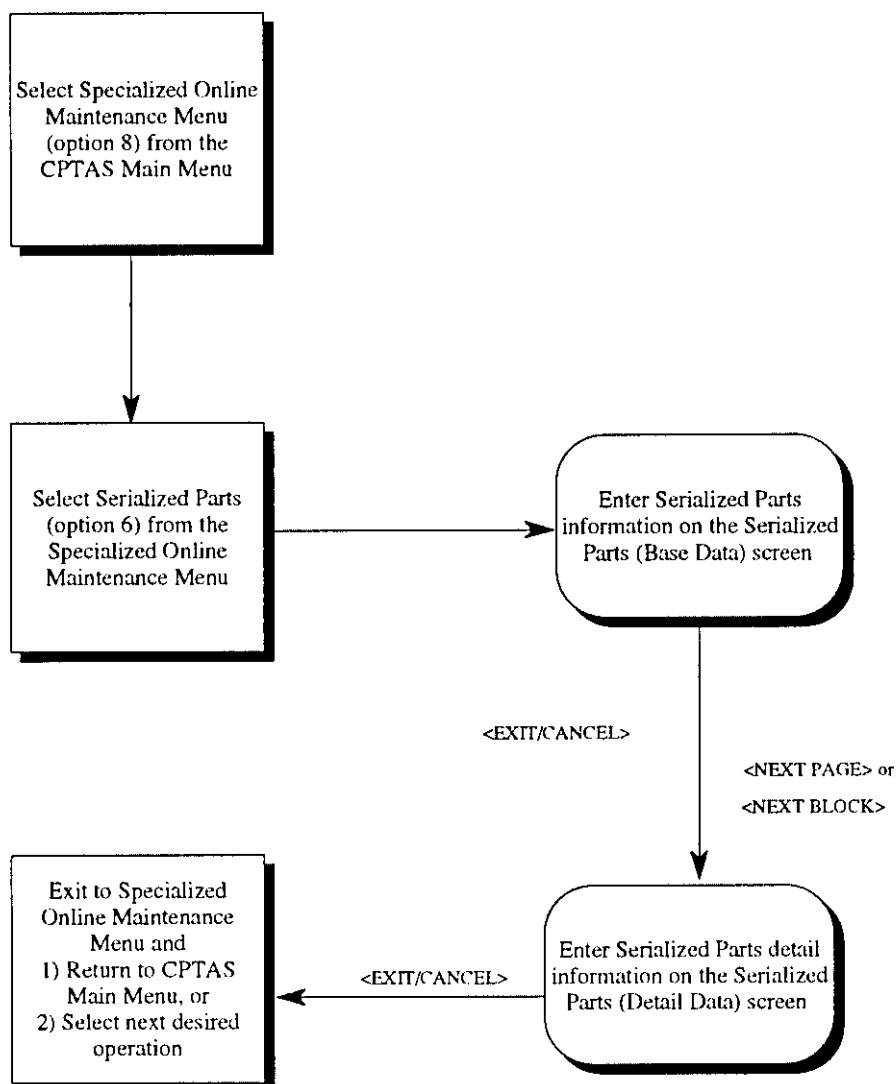 Select Specialized Online
Maintenance Menu
(option 8) from the
CPTAS Main Menu
Select Serialized Parts
(option 6) from the
Specialized Online
Maintenance Menu
Enter Serialized Parts
information on the Serialized
Parts (Base Data) screen
<EXIT/CANCEL>
<NEXT PAGE> or
<NEXT BLOCK>
Exit to Specialized
Online Maintenance
Menu and
1) Return to CPTAS
Main Menu, or
2) Select next desired
operation
<EXIT/CANCEL>
Enter Serialized Parts detail
information on the Serialized
Parts (Detail Data) screen